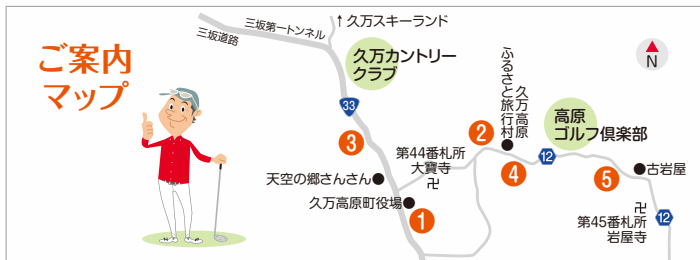 ご案内
マップ
三坂道路
三坂第一トンネル
↑久万スキーランド
久万カントリー
クラブ
33
3
天空の郷さんさん
久万高原町役場
1
第44番札所
大寶寺
卍
2
久万高原
ふるさと旅行村
4
12
高原
ゴルフ倶楽部
5
古岩屋
卍
第45番札所
岩屋寺
12
N